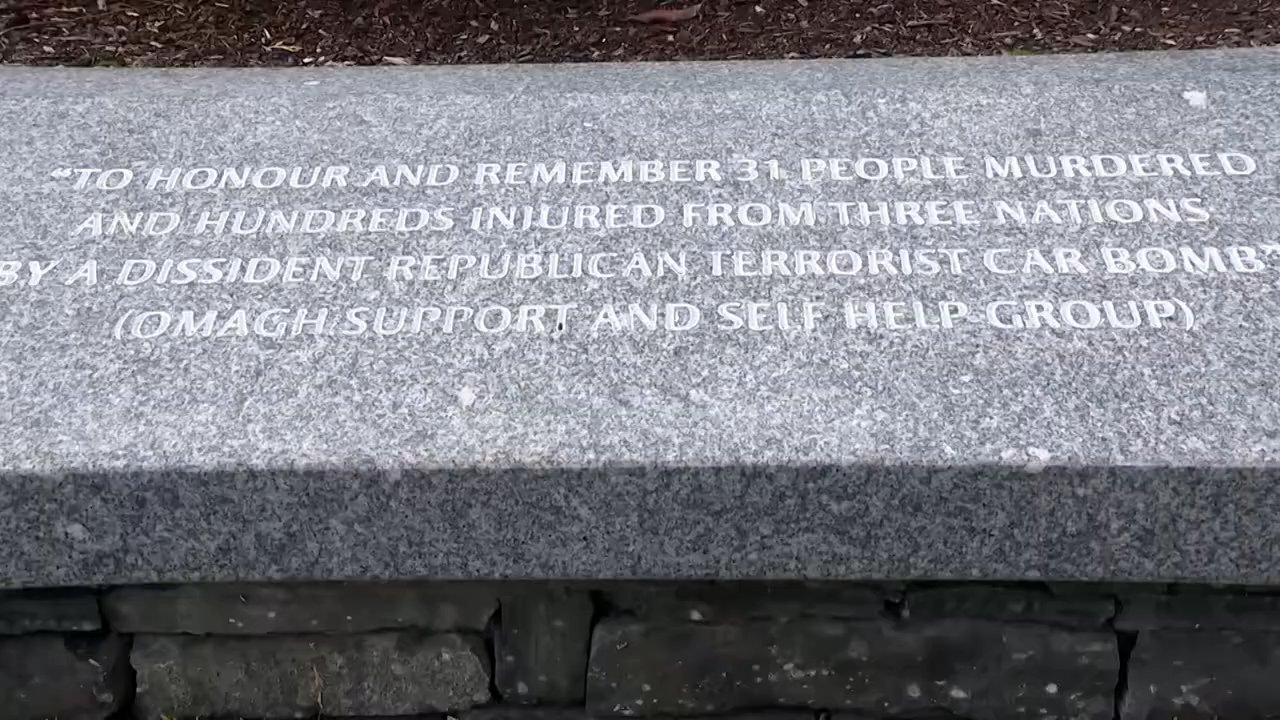 “TO HONOUR AND REMEMBER 31 PEOPLE MURDERED
AND HUNDREDS INJURED FROM THREE NATIONS
BY A DISSIDENT REPUBLICAN TERRORIST CAR BOMB”
(OMAGH SUPPORT AND SELF HELP GROUP)